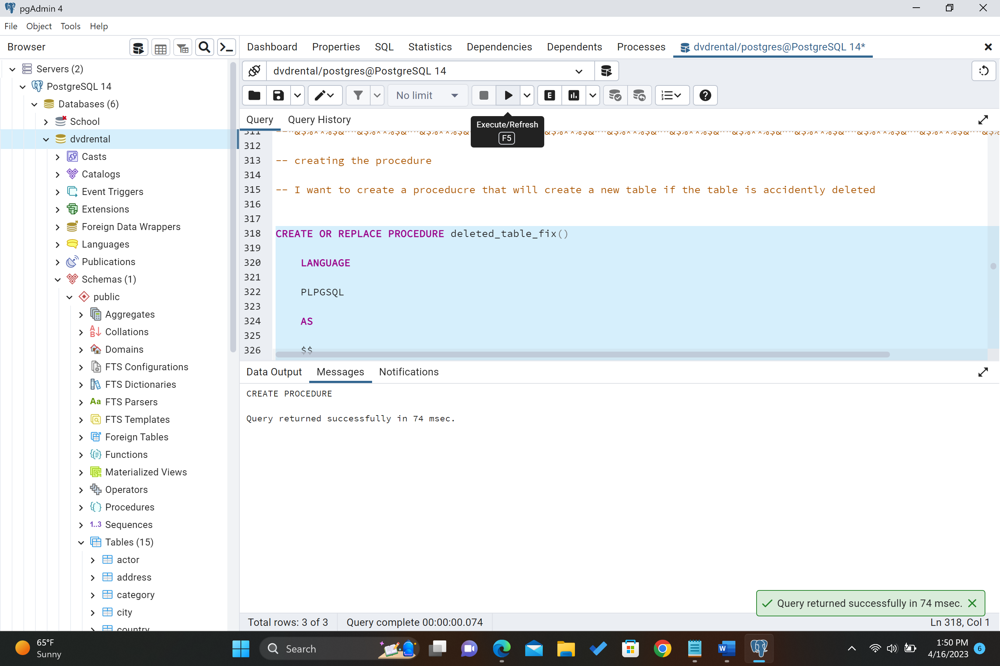 pgAdmin 4
File Object Tools Help
Browser
Dashboard Properties SQL Statistics Dependencies Dependents Processes dvdrental/postgres@PostgreSQL 14*
Servers (2)
PostgreSQL 14
Databases (6)
School
dvdrental
Casts
Catalogs
Event Triggers
Extensions
Foreign Data Wrappers
Languages
Publications
Schemas (1)
public
Aggregates
Collations
Domains
FTS Configurations
FTS Dictionaries
Aa FTS Parsers
FTS Templates
Foreign Tables
Functions
Materialized Views
Operators
Procedures
1..3 Sequences
Tables (15)
actor
address
category
city
country
dvdrental/postgres@PostgreSQL 14
No limit
E
Query Query History
Execute/Refresh
F5
311
312
313 -- creating the procedure
314
315 -- I want to create a proceducre that will create a new table if the table is accidently deleted
316
317
318 CREATE OR REPLACE PROCEDURE deleted_table_fix()
319
320 LANGUAGE
321
322 PLPGSQL
323
324 AS
325
326 $$
Data Output Messages Notifications
CREATE PROCEDURE
Query returned successfully in 74 msec.
Query returned successfully in 74 msec.
Total rows: 3 of 3 Query complete 00:00:00.074 Ln 318, Col 1
65°F
Sunny
Search
1:50 PM
4/16/2023
6